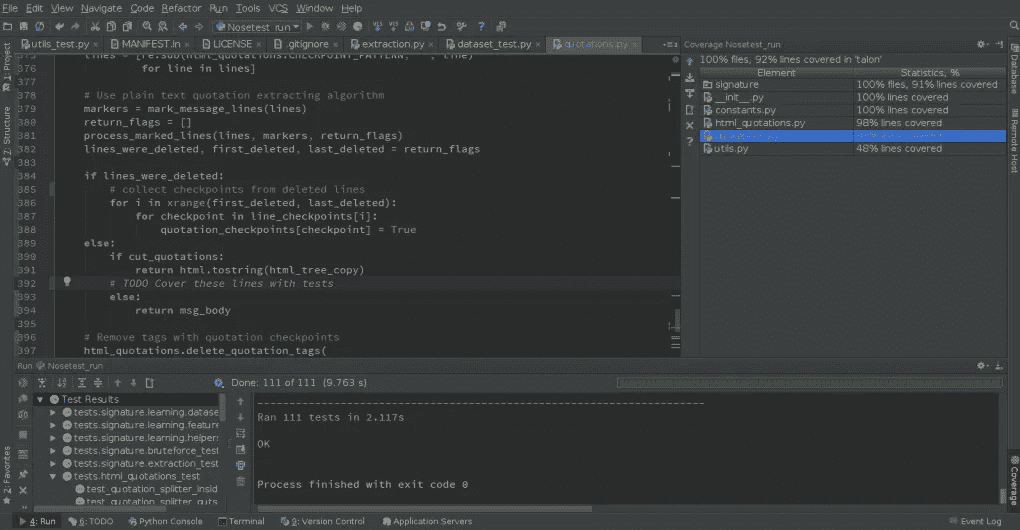 File Edit View Navigate Code Refactor Run Tools VCS Window Help
Nosetest_run
utils_test.py MANIFEST.in LICENSE .gitignore extraction.py dataset_test.py quotations.py
Coverage Nosetest_run
100% files, 92% lines covered in 'talon'
Element Statistics, %
signature 100% files, 91% lines covered
__init__.py 100% lines covered
constants.py 100% lines covered
html_quotations.py 98% lines covered
utils.py 48% lines covered
1: Project
7: Structure
2: Favorites
Database
Remote Host
Coverage
lines = [re.sub(html_quotations.CHECKPOINT_PATTERN, line)
376 for line in lines]
377
378 # Use plain text quotation extracting algorithm
379 markers = mark_message_lines(lines)
380 return_flags = []
381 process_marked_lines(lines, markers, return_flags)
382 lines_were_deleted, first_deleted, last_deleted = return_flags
383
384 if lines_were_deleted:
385 # collect checkpoints from deleted lines
386 for i in xrange(first_deleted, last_deleted):
387 for checkpoint in line_checkpoints[i]:
388 quotation_checkpoints[checkpoint] = True
389 else:
390 if cut_quotations:
391 return html.tostring(html_tree_copy)
392 # TODO Cover these lines with tests
393 else:
394 return msg_body
395
396 # Remove tags with quotation checkpoints
397 html_quotations.delete_quotation_tags(
Run Nosetest_run
Done: 111 of 111 (9.763 s)
Test Results
tests.signature.learning.datase
tests.signature.learning.feature
tests.signature.learning.helper
tests.signature.bruteforce_test
tests.signature.extraction_test
tests.html_quotations_test
test_quotation_splitter_insid
test_quotation_splitter_outs
----------------------------------------------------------------------
Ran 111 tests in 2.117s
OK
Process finished with exit code 0
4: Run 6: TODO Python Console Terminal 9: Version Control Application Servers Event Log